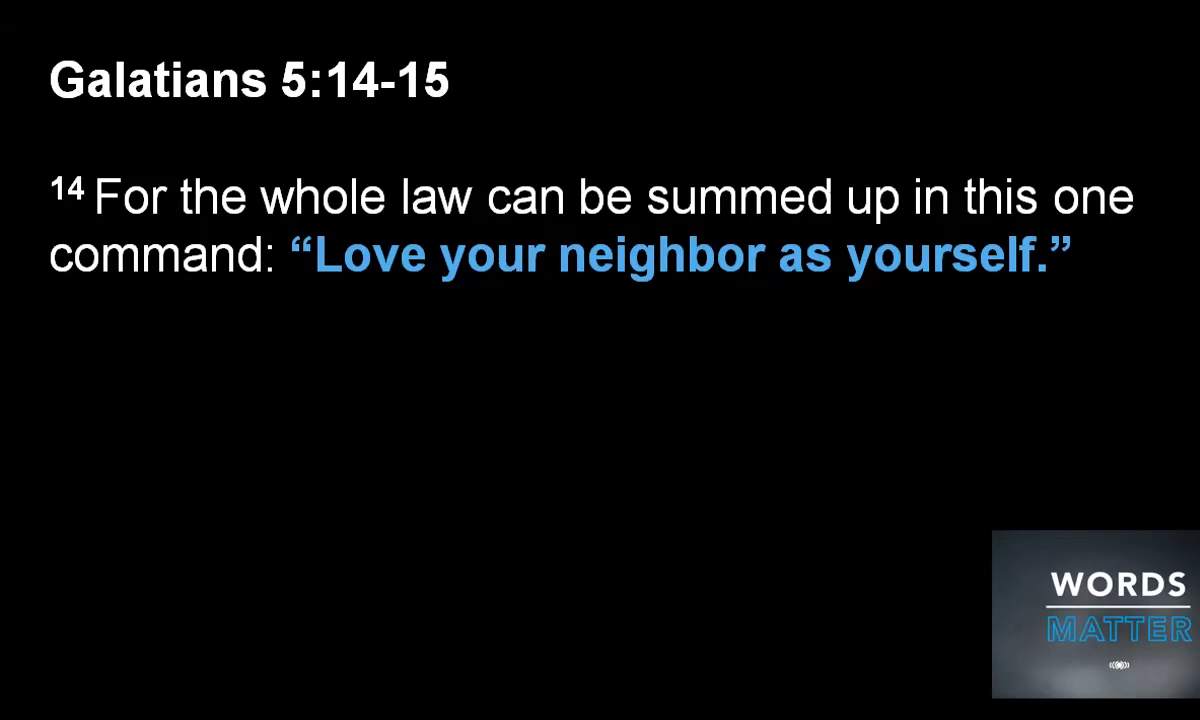 Galatians 5:14-15
14 For the whole law can be summed up in this one
command: “Love your neighbor as yourself.”
WORDS
MATTER